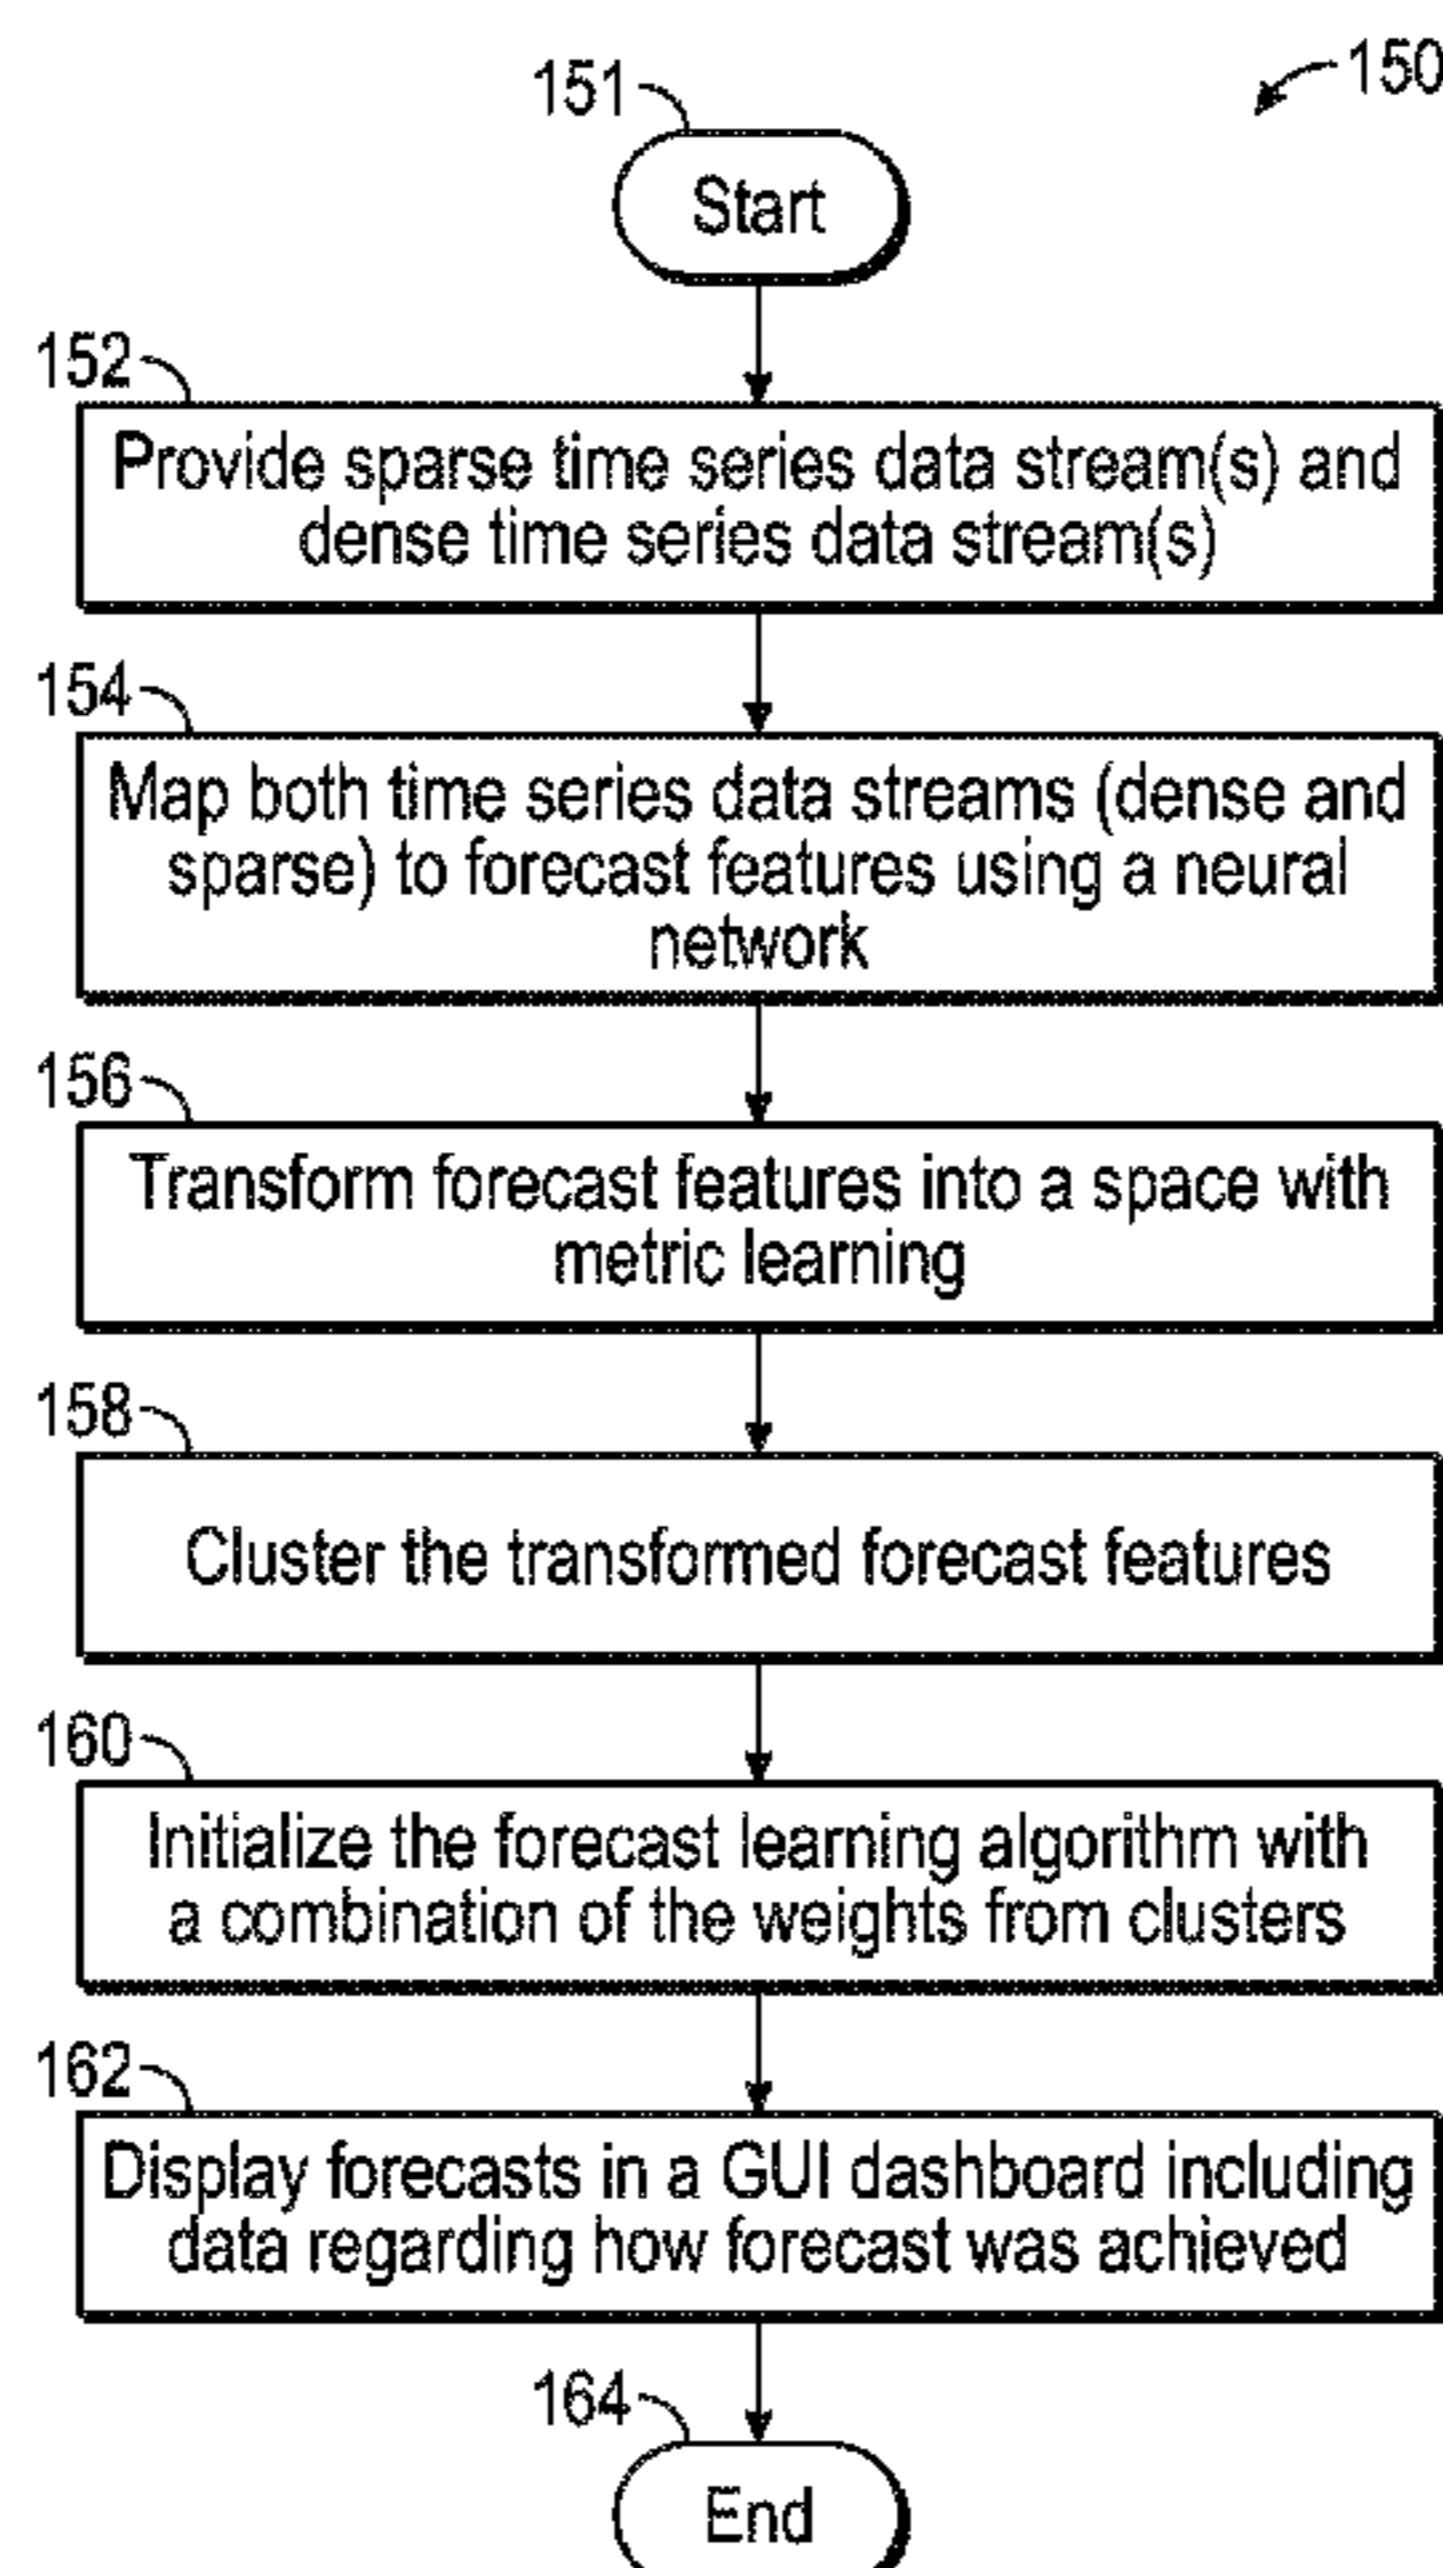 150
151
Start
152
Provide sparse time series data stream(s) and
dense time series data stream(s)
154
Map both time series data streams (dense and
sparse) to forecast features using a neural
network
156
Transform forecast features into a space with
metric learning
158
Cluster the transformed forecast features
160
Initialize the forecast learning algorithm with
a combination of the weights from clusters
162
Display forecasts in a GUI dashboard including
data regarding how forecast was achieved
164
End